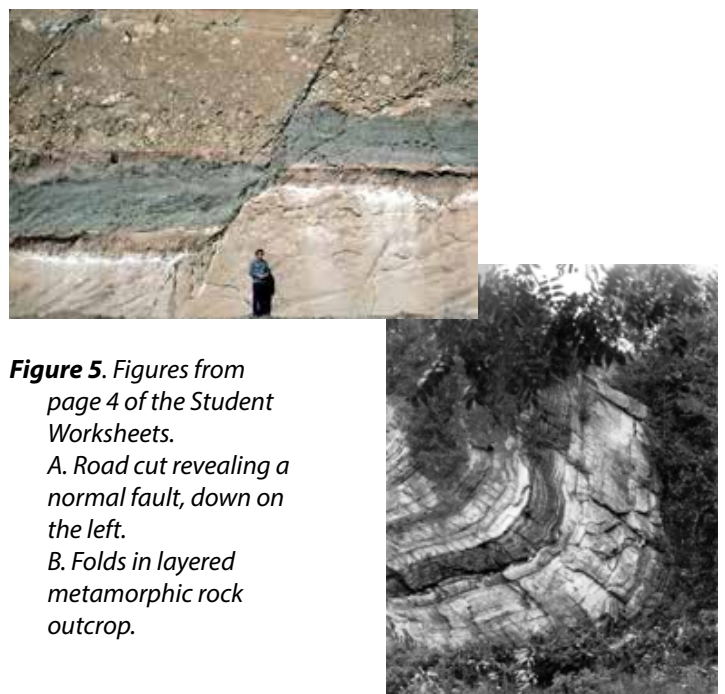 Figure 5. Figures from
page 4 of the Student
Worksheets.
A. Road cut revealing a
normal fault, down on
the left.
B. Folds in layered
metamorphic rock
outcrop.